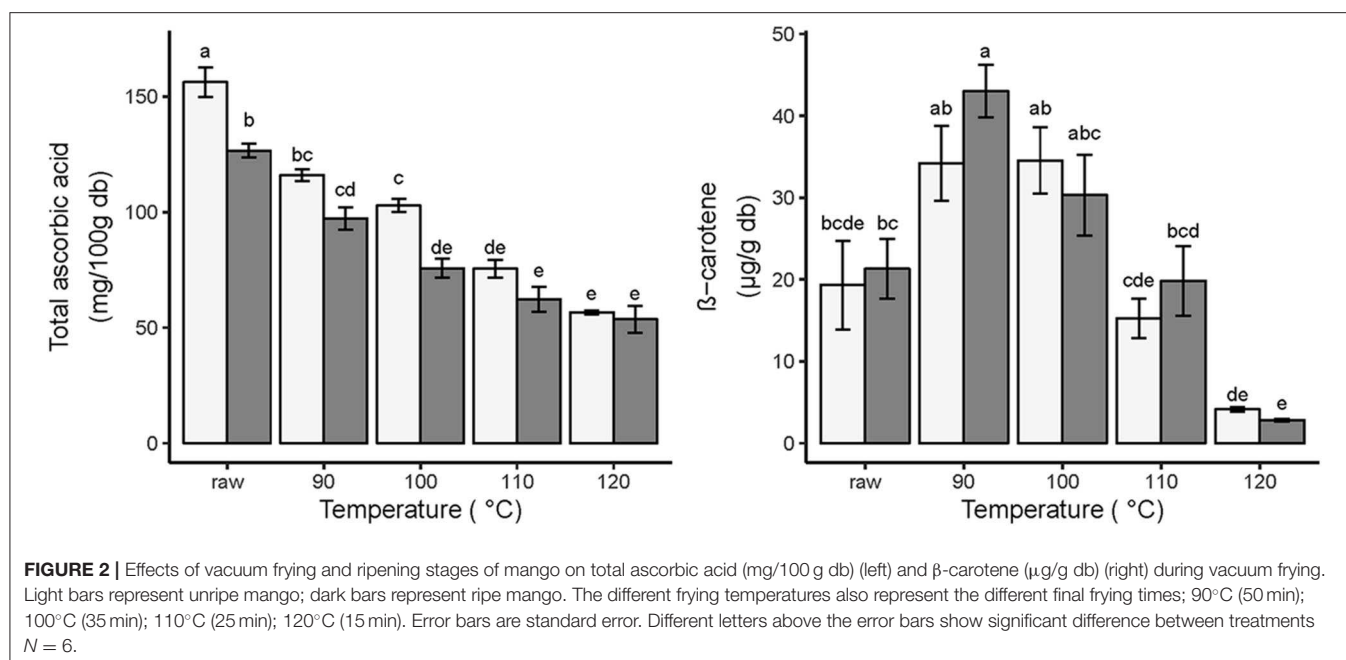 Total ascorbic acid
(mg/100g db)
150
100
50
0
a
b
bc
cd
c
de
de
e
e
e
raw
90
100
110
120
Temperature ( °C)
ß−carotene
(µg/g db)
50
40
30
20
10
0
bcde
bc
ab
a
ab
abc
cde
bcd
de
e
raw
90
100
110
120
Temperature ( °C)
FIGURE 2 | Effects of vacuum frying and ripening stages of mango on total ascorbic acid (mg/100 g db) (left) and β-carotene (μg/g db) (right) during vacuum frying.
Light bars represent unripe mango; dark bars represent ripe mango. The different frying temperatures also represent the different final frying times; 90°C (50 min);
100°C (35 min); 110°C (25 min); 120°C (15 min). Error bars are standard error. Different letters above the error bars show significant difference between treatments
N = 6.